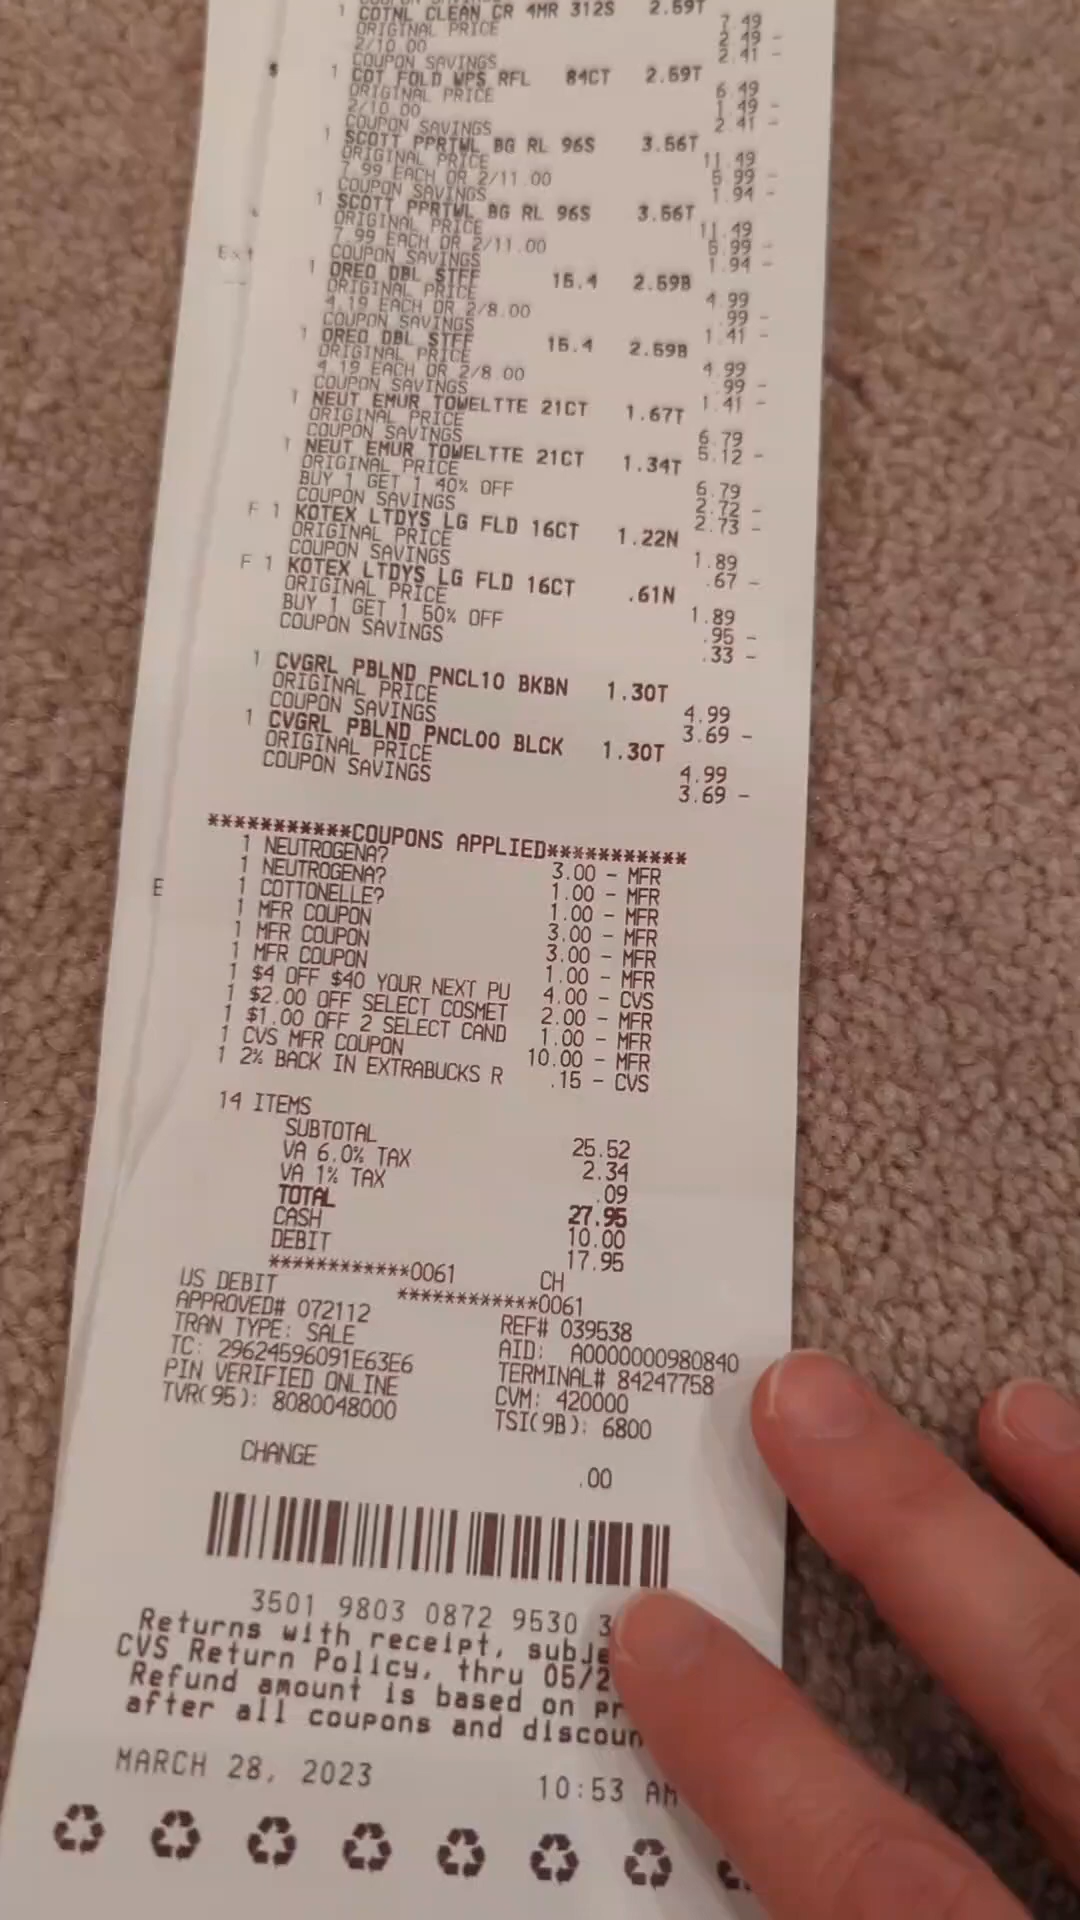 1 COTNL CLEAN CR 4MR 312S 2.59T
ORIGINAL PRICE 7.49
2/10.00 2.49 -
COUPON SAVINGS 2.41 -
$ 1 COT FOLD WPS RFL 84CT 2.59T
ORIGINAL PRICE 6.49
2/10.00 1.49 -
COUPON SAVINGS 2.41 -
1 SCOTT PPRTWL BG RL 96S 3.56T
ORIGINAL PRICE 11.49
7.99 EACH OR 2/11.00 5.99 -
COUPON SAVINGS 1.94 -
1 SCOTT PPRTWL BG RL 96S 3.56T
ORIGINAL PRICE 11.49
7.99 EACH OR 2/11.00 5.99 -
COUPON SAVINGS 1.94 -
1 OREO DBL STFF 15.4 2.59B
ORIGINAL PRICE 4.99
4.19 EACH OR 2/8.00 .99 -
COUPON SAVINGS 1.41 -
1 OREO DBL STFF 15.4 2.59B
ORIGINAL PRICE 4.99
4.19 EACH OR 2/8.00 .99 -
COUPON SAVINGS 1.41 -
1 NEUT EMUR TOWELTTE 21CT 1.67T
ORIGINAL PRICE 6.79
COUPON SAVINGS 5.12 -
1 NEUT EMUR TOWELTTE 21CT 1.34T
ORIGINAL PRICE 6.79
BUY 1 GET 1 40% OFF 2.72 -
COUPON SAVINGS 2.73 -
F 1 KOTEX LTDYS LG FLD 16CT 1.22N
ORIGINAL PRICE 1.89
COUPON SAVINGS .67 -
F 1 KOTEX LTDYS LG FLD 16CT .61N
ORIGINAL PRICE 1.89
BUY 1 GET 1 50% OFF .95 -
COUPON SAVINGS .33 -
1 CVGRL PBLND PNCL10 BKBN 1.30T
ORIGINAL PRICE 4.99
COUPON SAVINGS 3.69 -
1 CVGRL PBLND PNCL00 BLCK 1.30T
ORIGINAL PRICE 4.99
COUPON SAVINGS 3.69 -
***********COUPONS APPLIED***********
1 NEUTROGENA? 3.00 - MFR
1 NEUTROGENA? 1.00 - MFR
1 COTTONELLE? 1.00 - MFR
1 MFR COUPON 3.00 - MFR
1 MFR COUPON 3.00 - MFR
1 MFR COUPON 1.00 - MFR
1 $4 OFF $40 YOUR NEXT PU 4.00 - CVS
1 $2.00 OFF SELECT COSMET 2.00 - MFR
1 $1.00 OFF 2 SELECT CAND 1.00 - MFR
1 CVS MFR COUPON 10.00 - MFR
1 2% BACK IN EXTRABUCKS R .15 - CVS
14 ITEMS
SUBTOTAL 25.52
VA 6.0% TAX 2.34
VA 1% TAX .09
TOTAL 27.95
CASH 10.00
DEBIT 17.95
************0061 CH
US DEBIT ************0061
APPROVED# 072112 REF# 039538
TRAN TYPE: SALE AID: A0000000980840
TC: 29624596091E63E6 TERMINAL# 84247758
PIN VERIFIED ONLINE CVM: 420000
TVR(95): 8080048000 TSI(9B): 6800
CHANGE .00
3501 9803 0872 9530 3
Returns with receipt, subje
CVS Return Policy, thru 05/2
Refund amount is based on pr
after all coupons and discoun
MARCH 28, 2023 10:53 AM